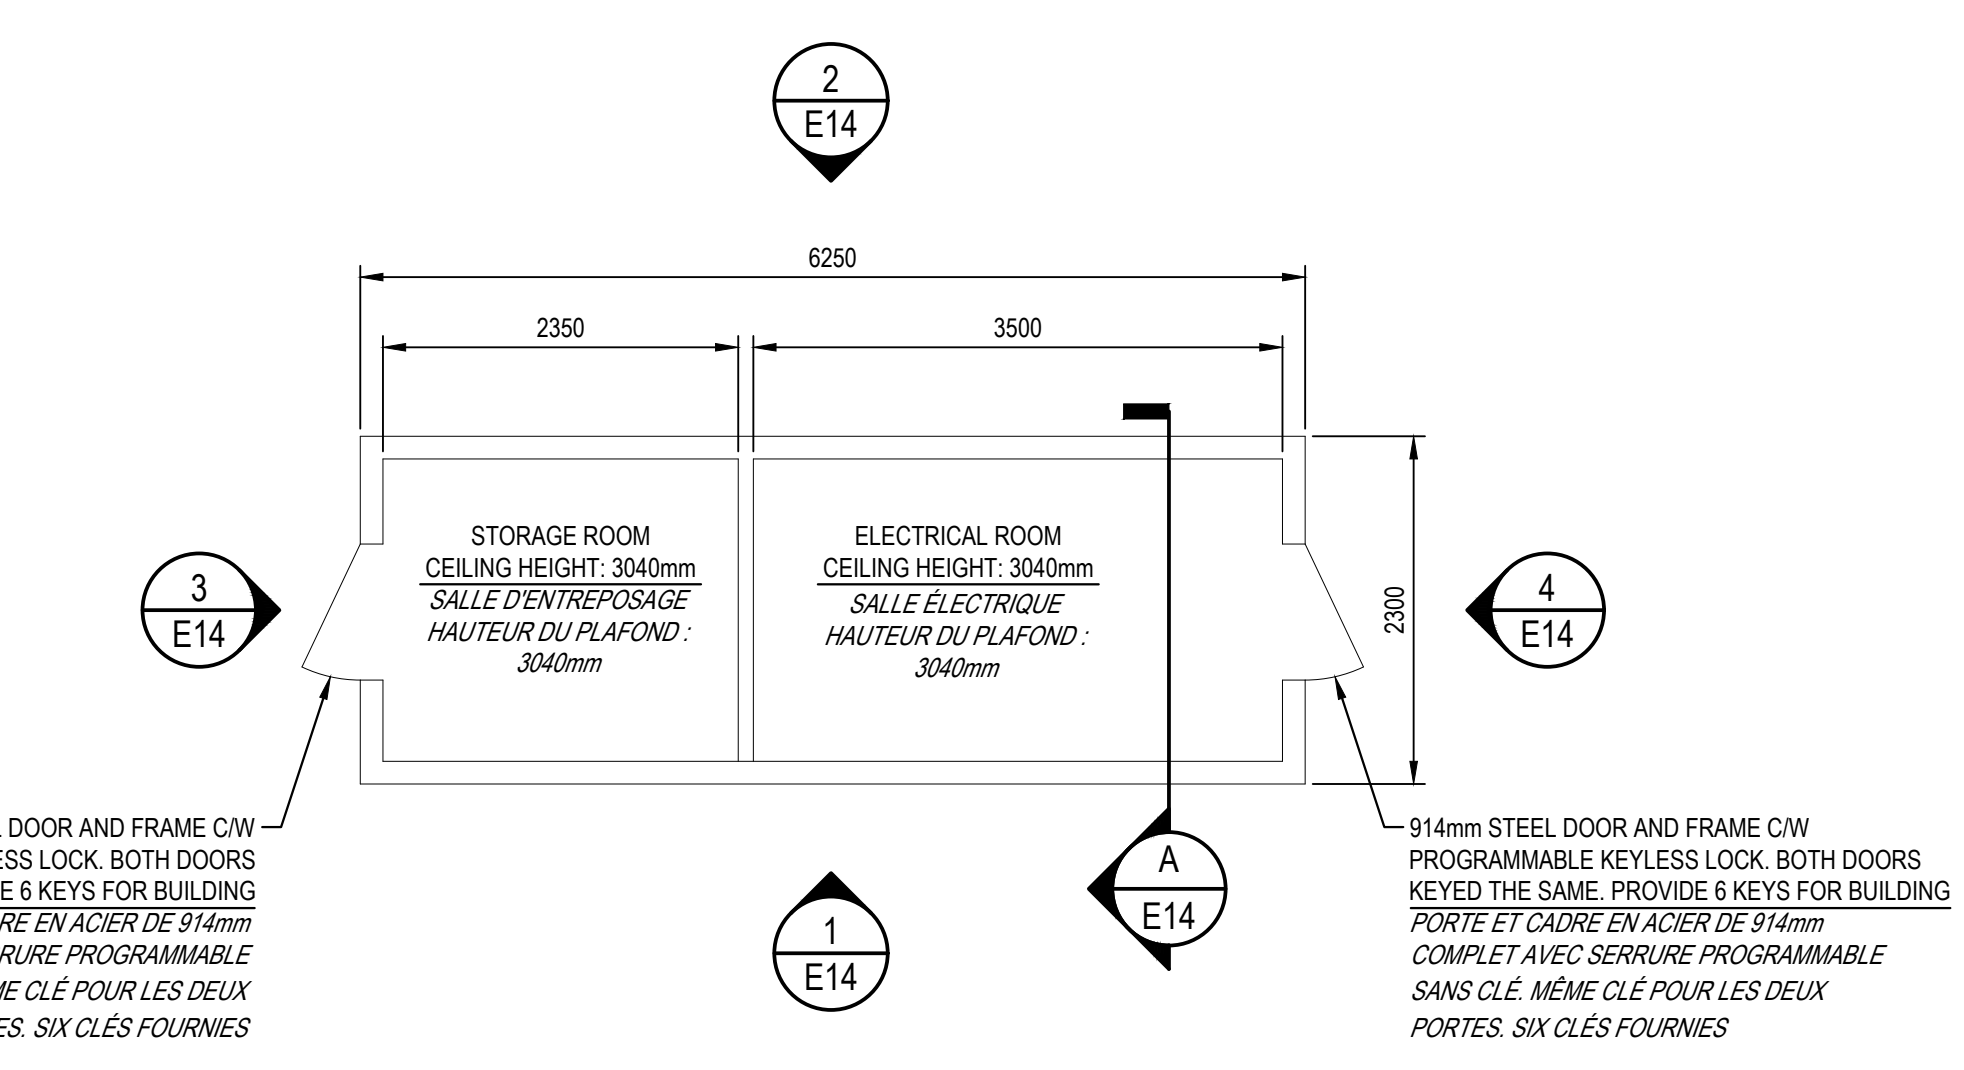 2
E14
6250
2350
3500
STORAGE ROOM
CEILING HEIGHT: 3040mm
SALLE D'ENTREPOSAGE
HAUTEUR DU PLAFOND :
3040mm
ELECTRICAL ROOM
CEILING HEIGHT: 3040mm
SALLE ÉLECTRIQUE
HAUTEUR DU PLAFOND :
3040mm
3
E14
2300
4
E14
DOOR AND FRAME C/W
LOCK. BOTH DOORS
6 KEYS FOR BUILDING
EN ACIER DE 914mm
PROGRAMMABLE
CLÉ POUR LES DEUX
SIX CLÉS FOURNIES
1
E14
A
E14
914mm STEEL DOOR AND FRAME C/W
PROGRAMMABLE KEYLESS LOCK. BOTH DOORS
KEYED THE SAME. PROVIDE 6 KEYS FOR BUILDING
PORTE ET CADRE EN ACIER DE 914mm
COMPLET AVEC SERRURE PROGRAMMABLE
SANS CLÉ. MÊME CLÉ POUR LES DEUX
PORTES. SIX CLÉS FOURNIES